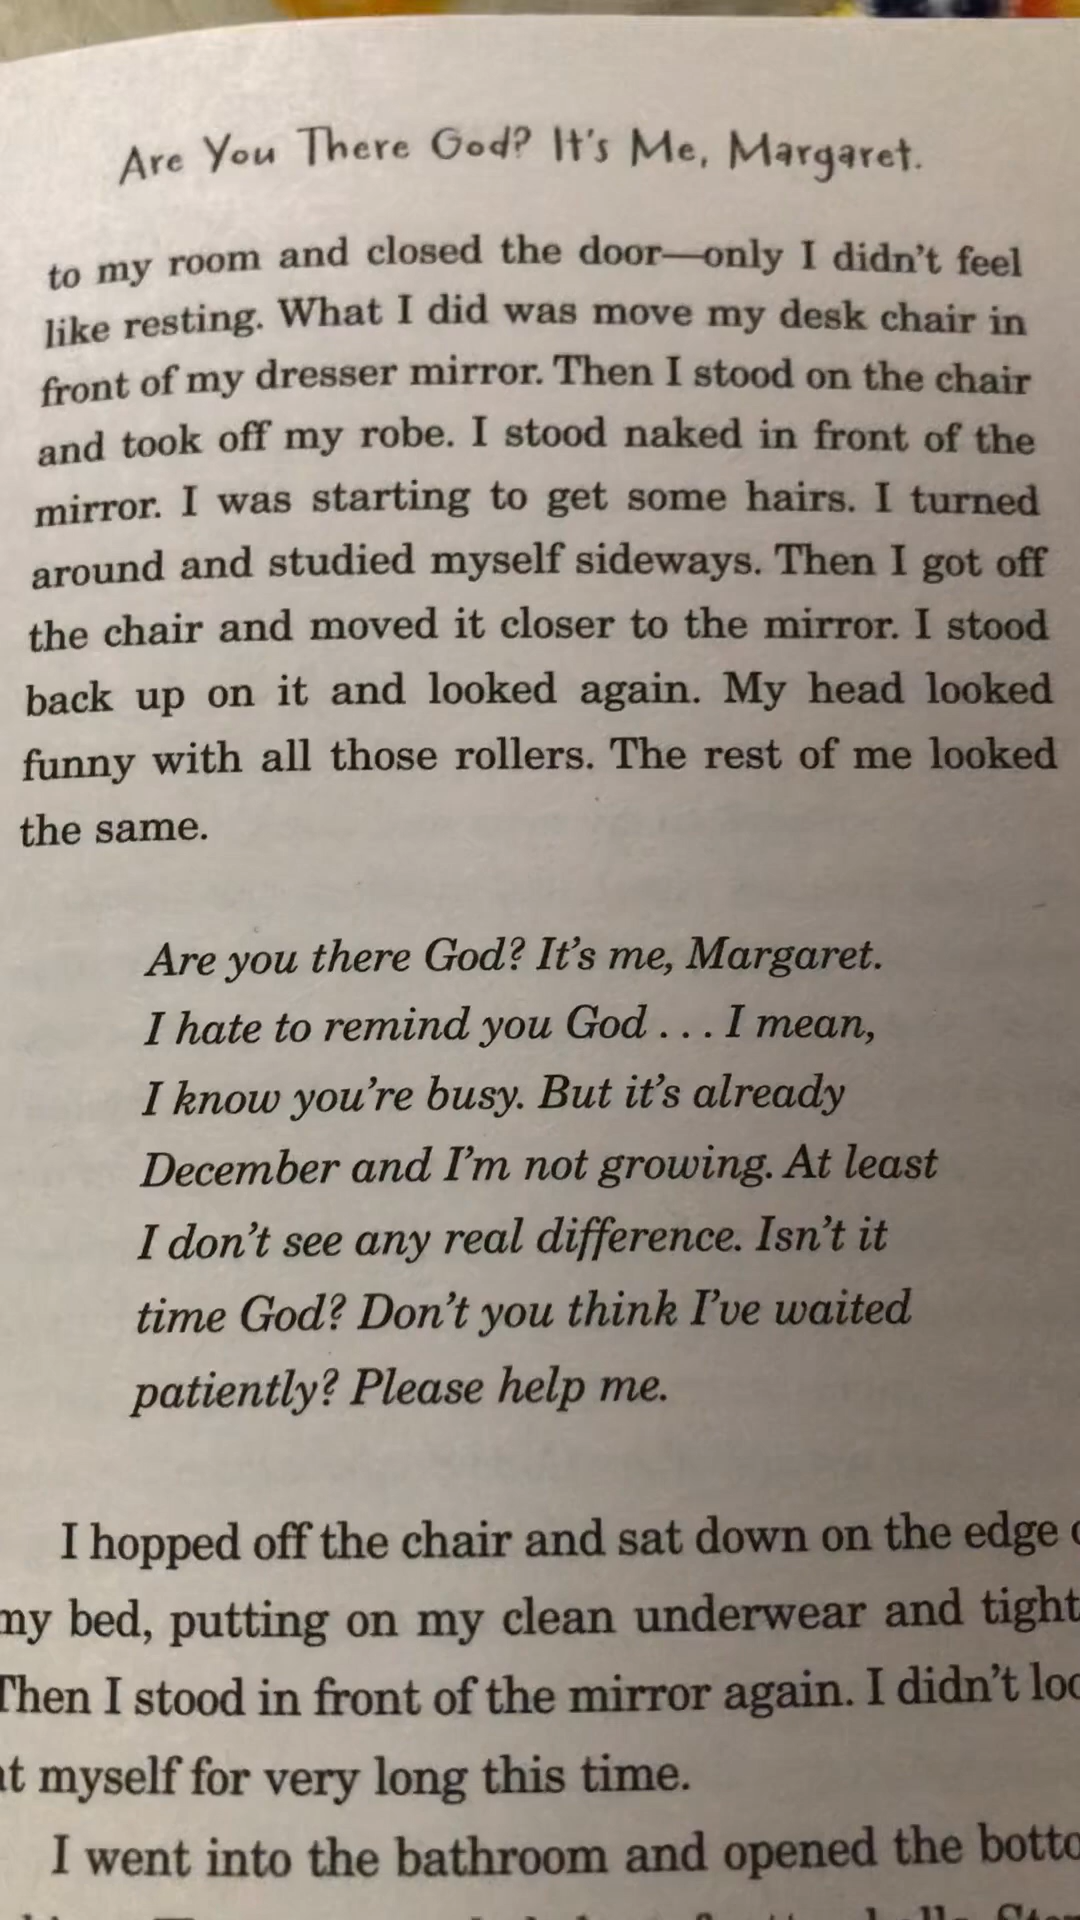 Are You There God? It's Me, Margaret.
to my room and closed the door—only I didn't feel
like resting. What I did was move my desk chair in
front of my dresser mirror. Then I stood on the chair
and took off my robe. I stood naked in front of the
mirror. I was starting to get some hairs. I turned
around and studied myself sideways. Then I got off
the chair and moved it closer to the mirror. I stood
back up on it and looked again. My head looked
funny with all those rollers. The rest of me looked
the same.
Are you there God? It's me, Margaret.
I hate to remind you God . . . I mean,
I know you're busy. But it's already
December and I'm not growing. At least
I don't see any real difference. Isn't it
time God? Don't you think I've waited
patiently? Please help me.
I hopped off the chair and sat down on the edge
my bed, putting on my clean underwear and tight
Then I stood in front of the mirror again. I didn't
at myself for very long this time.
I went into the bathroom and opened the